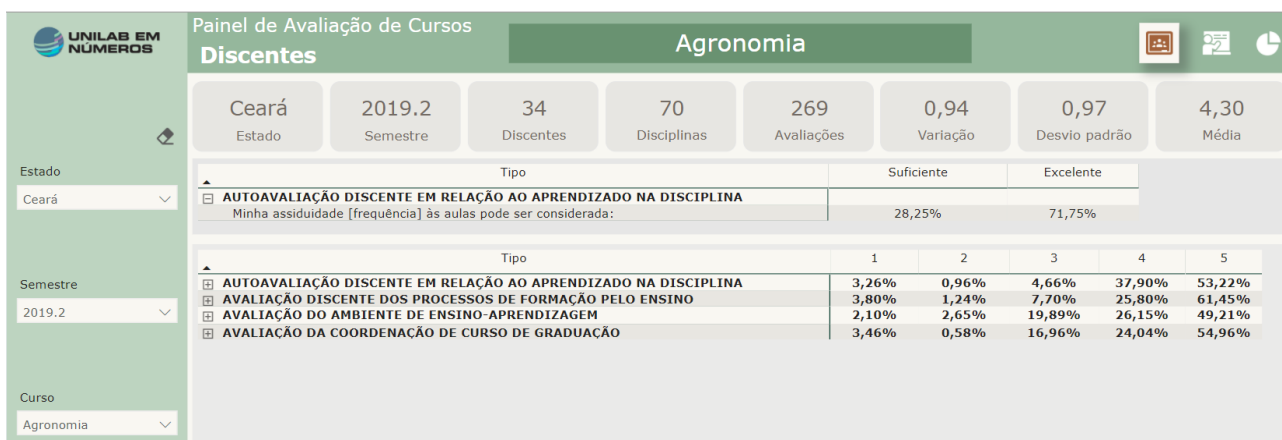 UNILAB EM
NÚMEROS
Painel de Avaliação de Cursos
Discentes
Agronomia
Ceará
Estado
2019.2
Semestre
34
Discentes
70
Disciplinas
269
Avaliações
0,94
Variação
0,97
Desvio padrão
4,30
Média
Estado
Ceará
Semestre
2019.2
Curso
Agronomia
Tipo Suficiente Excelente
AUTOAVALIAÇÃO DISCENTE EM RELAÇÃO AO APRENDIZADO NA DISCIPLINA
Minha assiduidade [frequência] às aulas pode ser considerada: 28,25% 71,75%
Tipo 1 2 3 4 5
AUTOAVALIAÇÃO DISCENTE EM RELAÇÃO AO APRENDIZADO NA DISCIPLINA 3,26% 0,96% 4,66% 37,90% 53,22%
AVALIAÇÃO DISCENTE DOS PROCESSOS DE FORMAÇÃO PELO ENSINO 3,80% 1,24% 7,70% 25,80% 61,45%
AVALIAÇÃO DO AMBIENTE DE ENSINO-APRENDIZAGEM 2,10% 2,65% 19,89% 26,15% 49,21%
AVALIAÇÃO DA COORDENAÇÃO DE CURSO DE GRADUAÇÃO 3,46% 0,58% 16,96% 24,04% 54,96%